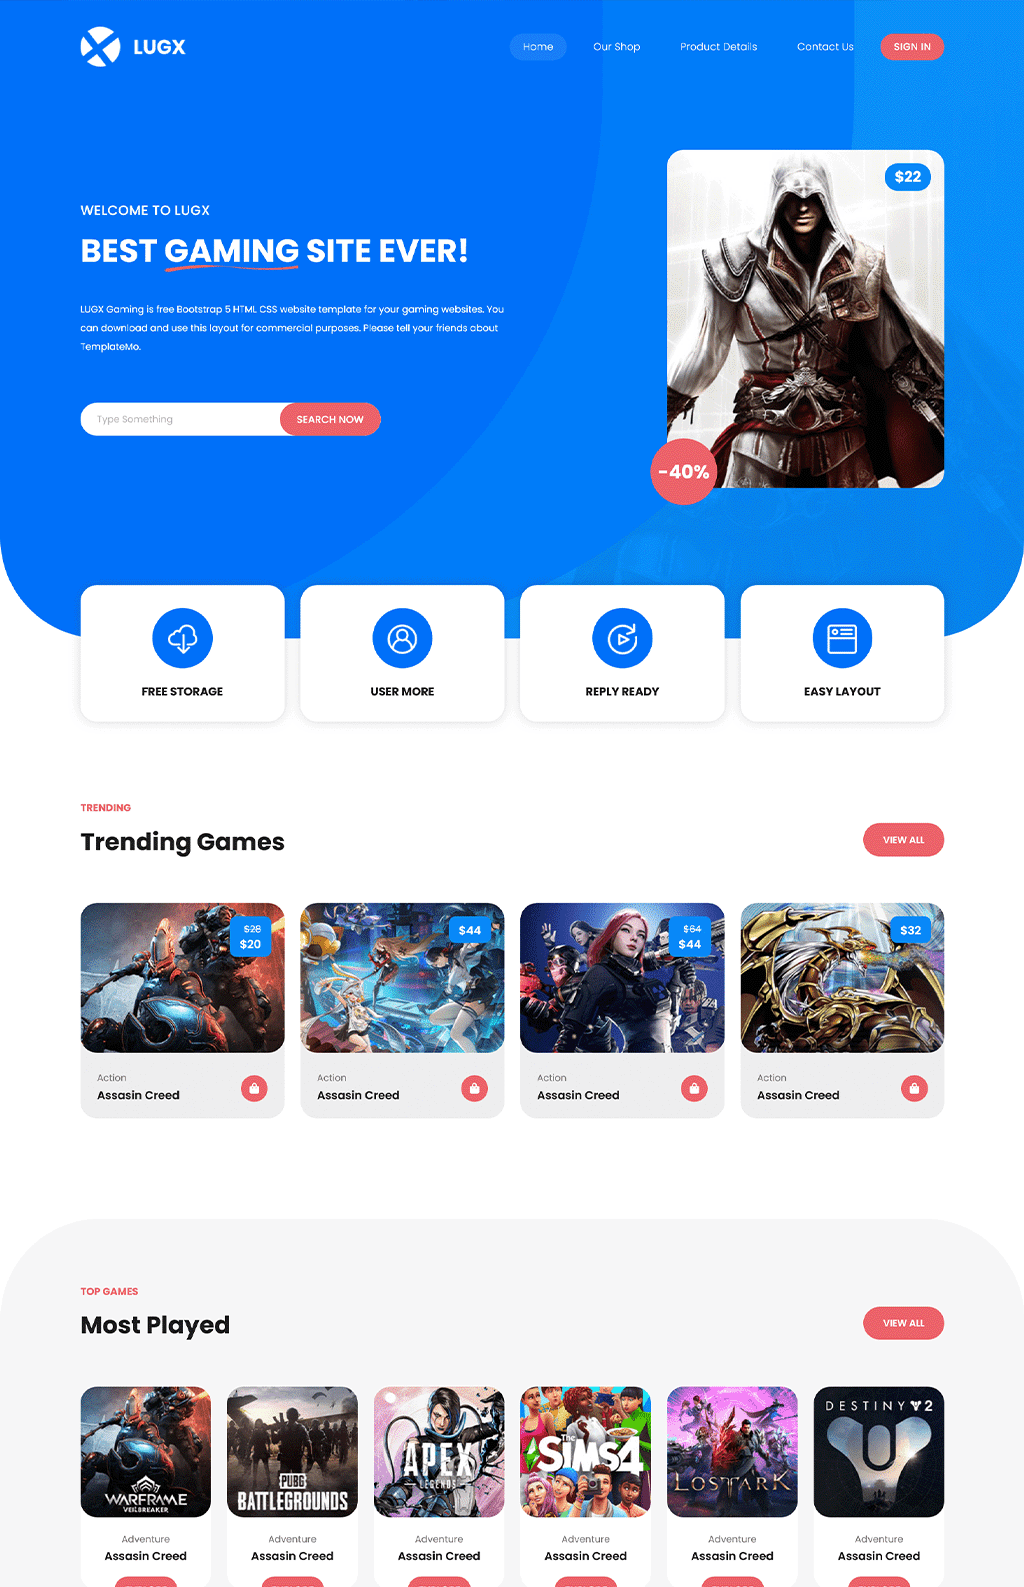 LUGX
Home
Our Shop
Product Details
Contact Us
SIGN IN
$22
WELCOME TO LUGX
BEST GAMING SITE EVER!
LUGX Gaming is free Bootstrap 5 HTML CSS website template for your gaming websites. You
can download and use this layout for commercial purposes. Please tell your friends about
TemplateMo.
Type Something
SEARCH NOW
-40%
FREE STORAGE
USER MORE
REPLY READY
EASY LAYOUT
TRENDING
Trending Games
VIEW ALL
$28
$20
$44
$64
$44
$32
Action
Assasin Creed
Action
Assasin Creed
Action
Assasin Creed
Action
Assasin Creed
TOP GAMES
Most Played
VIEW ALL
WARFRAME
VEILBREAKER
PUBG
BATTLEGROUNDS
APEX
LEGENDS
The
SIMS4
LOST ARK
DESTINY 2
Adventure
Assasin Creed
Adventure
Assasin Creed
Adventure
Assasin Creed
Adventure
Assasin Creed
Adventure
Assasin Creed
Adventure
Assasin Creed